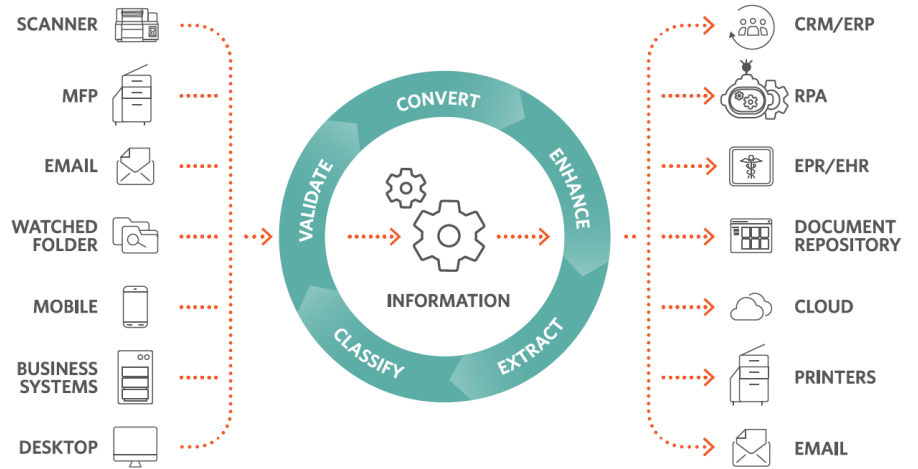 SCANNER
MFP
EMAIL
WATCHED
FOLDER
MOBILE
BUSINESS
SYSTEMS
DESKTOP
CONVERT
ENHANCE
EXTRACT
CLASSIFY
VALIDATE
INFORMATION
CRM/ERP
RPA
EPR/EHR
DOCUMENT
REPOSITORY
CLOUD
PRINTERS
EMAIL